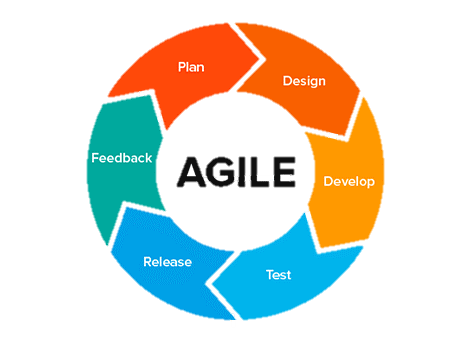 Plan
Design
Develop
Test
Release
Feedback
AGILE